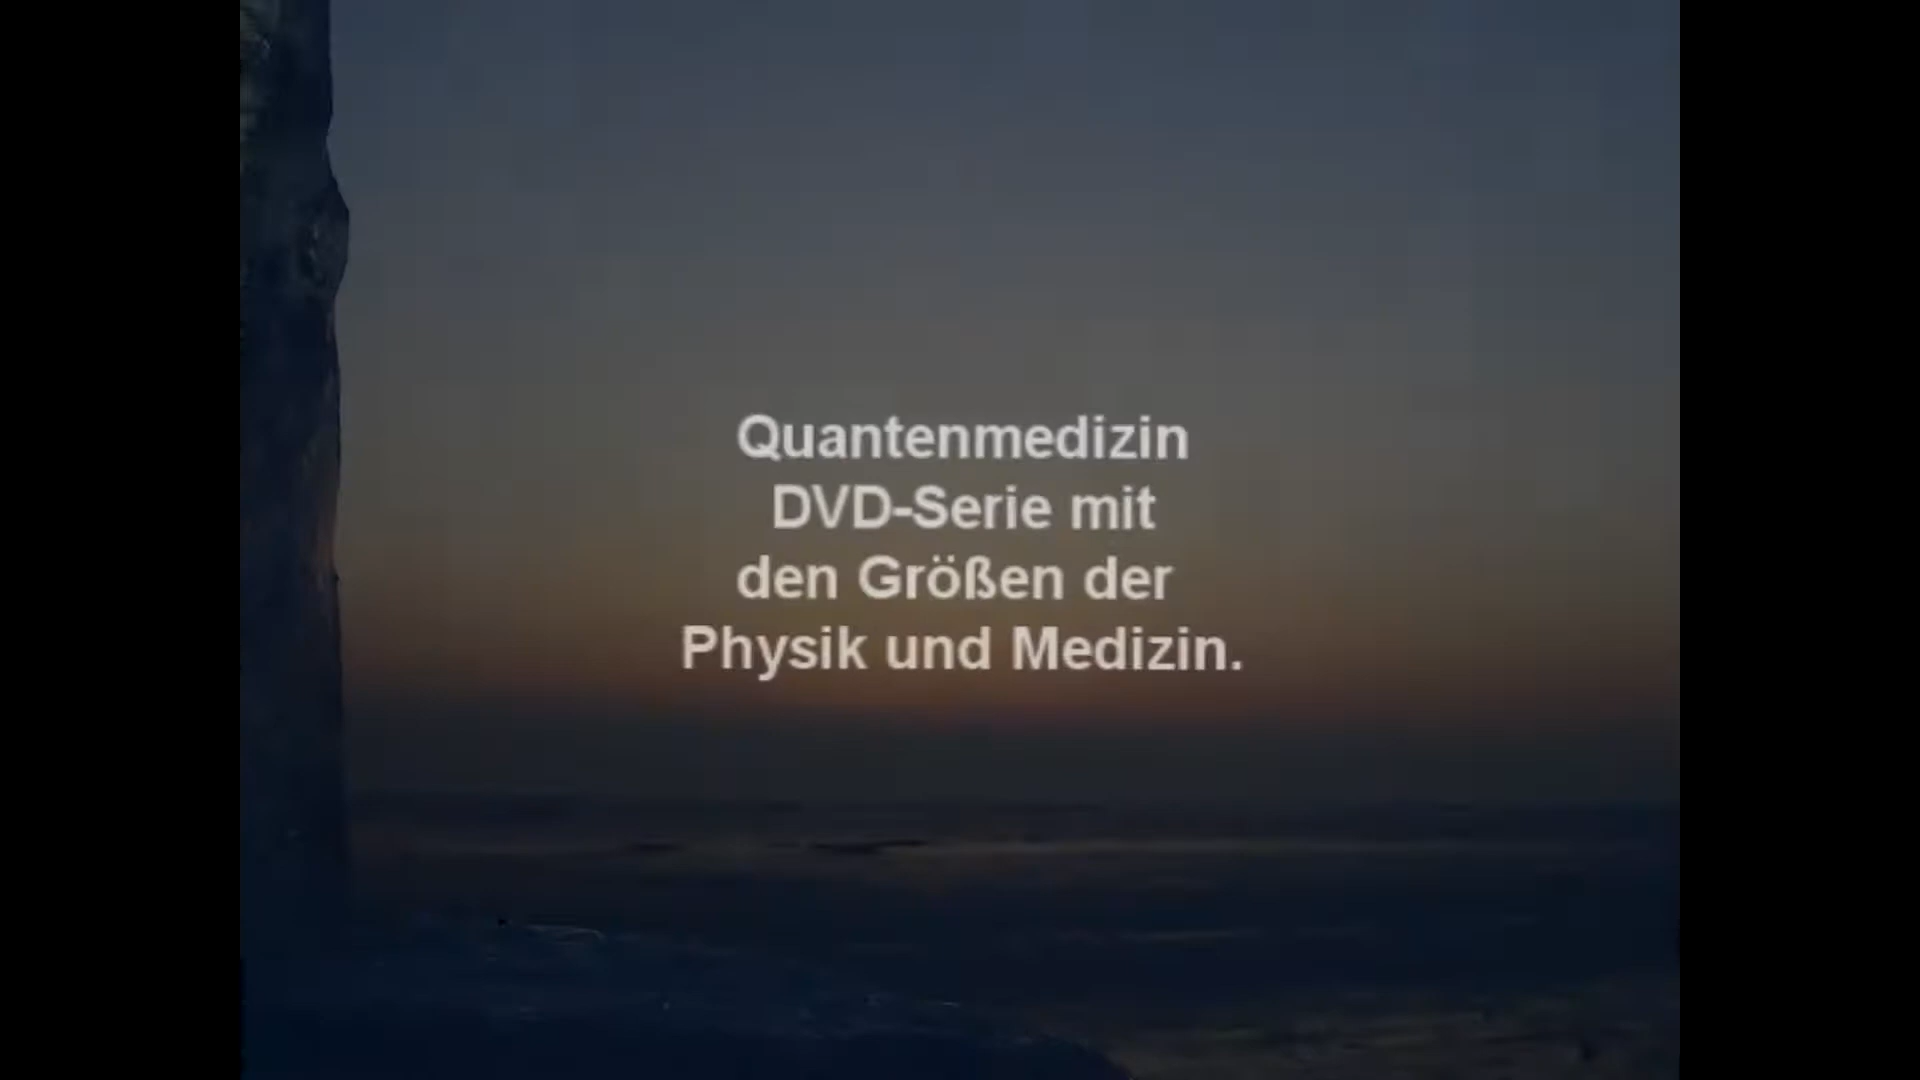 Quantenmedizin
DVD-Serie mit
den Größen der
Physik und Medizin.